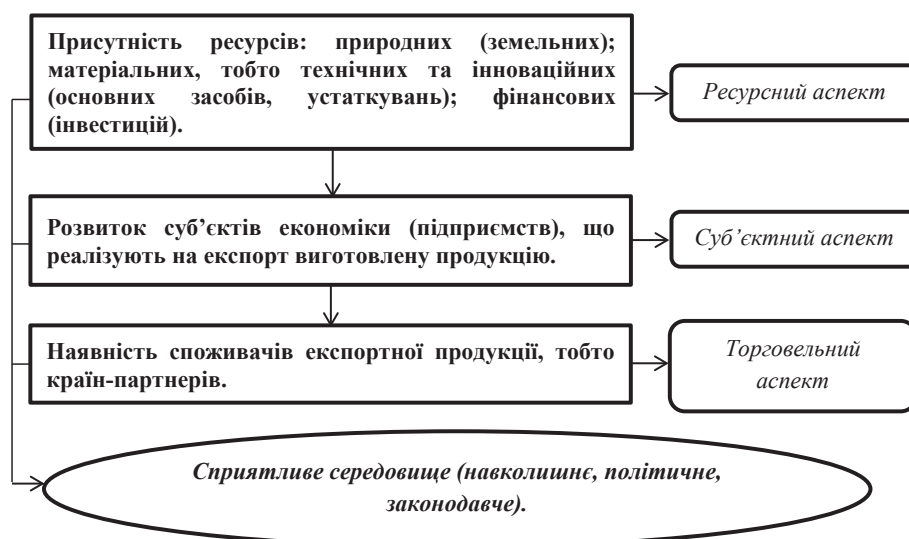 Присутність ресурсів: природних (земельних);
матеріальних, тобто технічних та інноваційних
(основних засобів, устаткувань); фінансових
(інвестицій).
Ресурсний аспект
Розвиток суб’єктів економіки (підприємств), що
реалізують на експорт виготовлену продукцію.
Суб’єктний аспект
Наявність споживачів експортної продукції, тобто
країн-партнерів.
Торговельний
аспект
Сприятливе середовище (навколишнє, політичне,
законодавче).